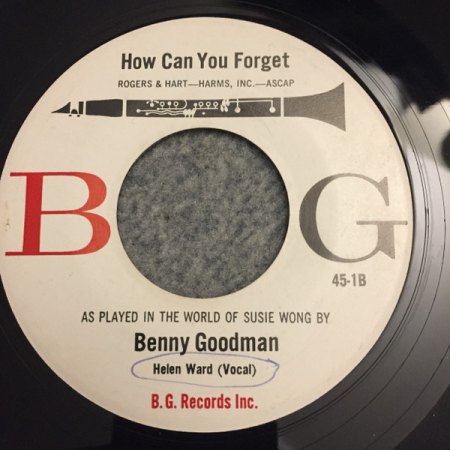 How Can You Forget
ROGERS & HART—HARMS, INC.—ASCAP
B G
45-1B
AS PLAYED IN THE WORLD OF SUSIE WONG BY
Benny Goodman
Helen Ward (Vocal)
B.G. Records Inc.